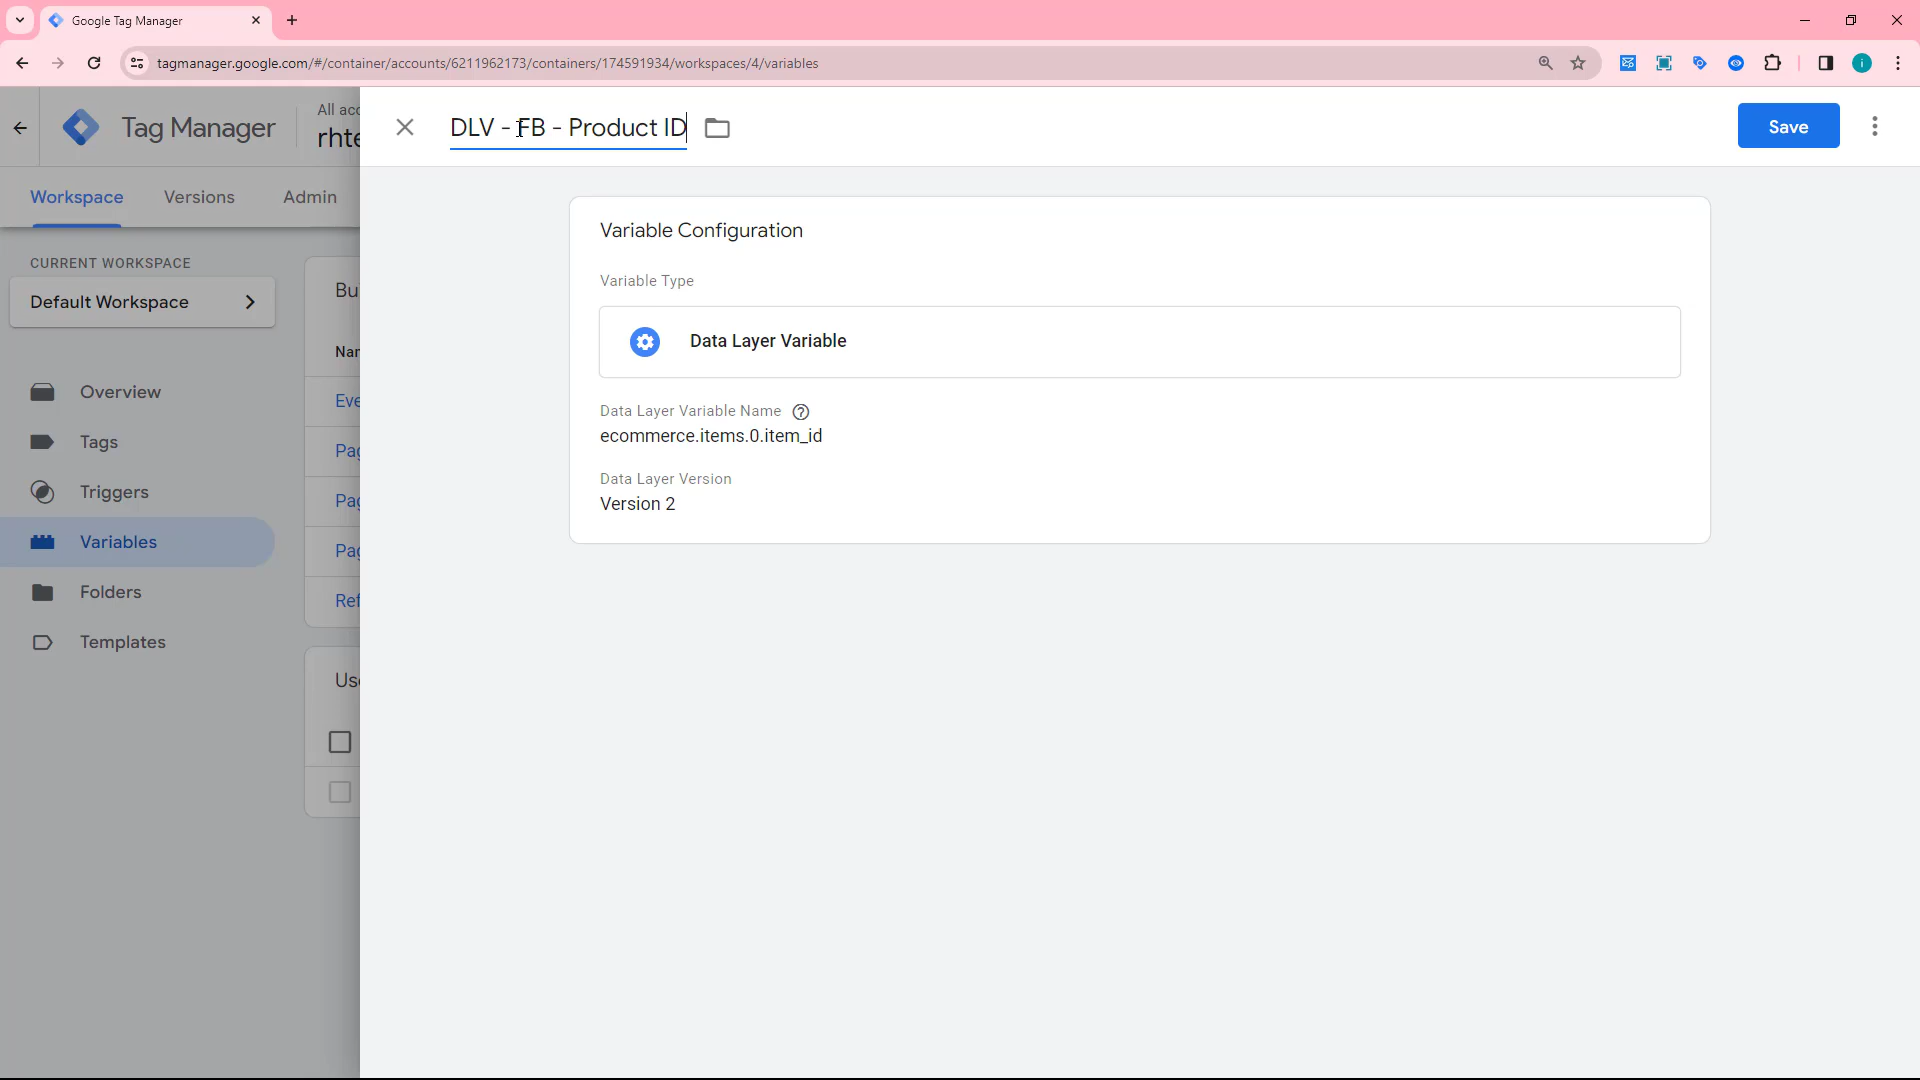 Google Tag Manager
tagmanager.google.com/#/container/accounts/6211962173/containers/174591934/workspaces/4/variables
i
Tag Manager
All acc
rhte
DLV - FB - Product ID
Save
Workspace
Versions
Admin
CURRENT WORKSPACE
Default Workspace
Overview
Tags
Triggers
Variables
Folders
Templates
Bu
Nar
Eve
Pag
Pag
Pag
Ref
Use
Variable Configuration
Variable Type
Data Layer Variable
Data Layer Variable Name
ecommerce.items.0.item_id
Data Layer Version
Version 2